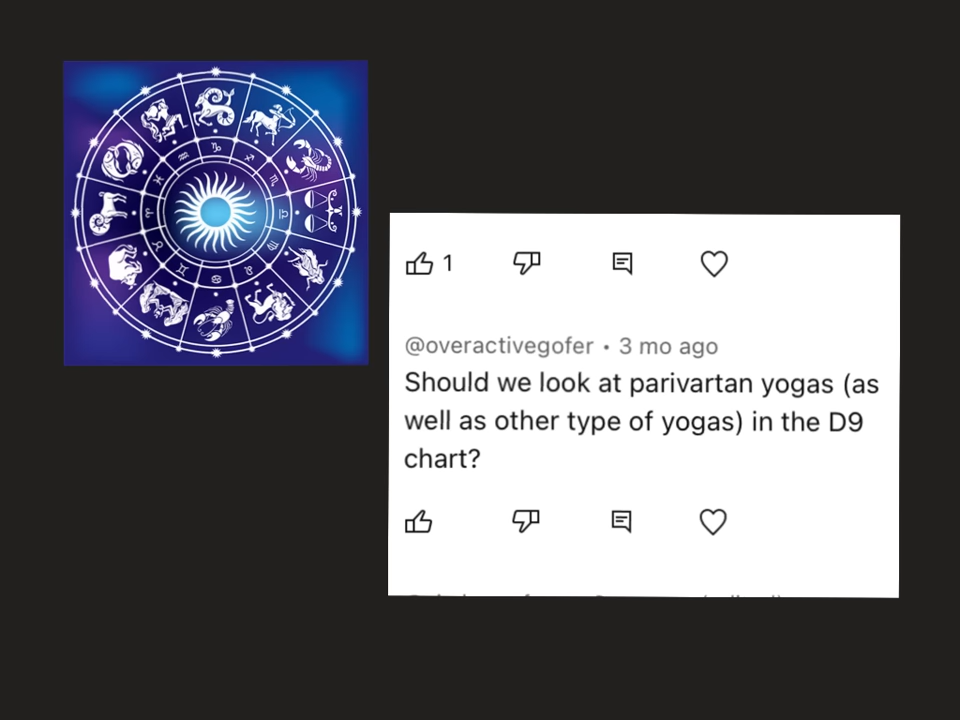 1
@overactivegofer • 3 mo ago
Should we look at parivartan yogas (as
well as other type of yogas) in the D9
chart?